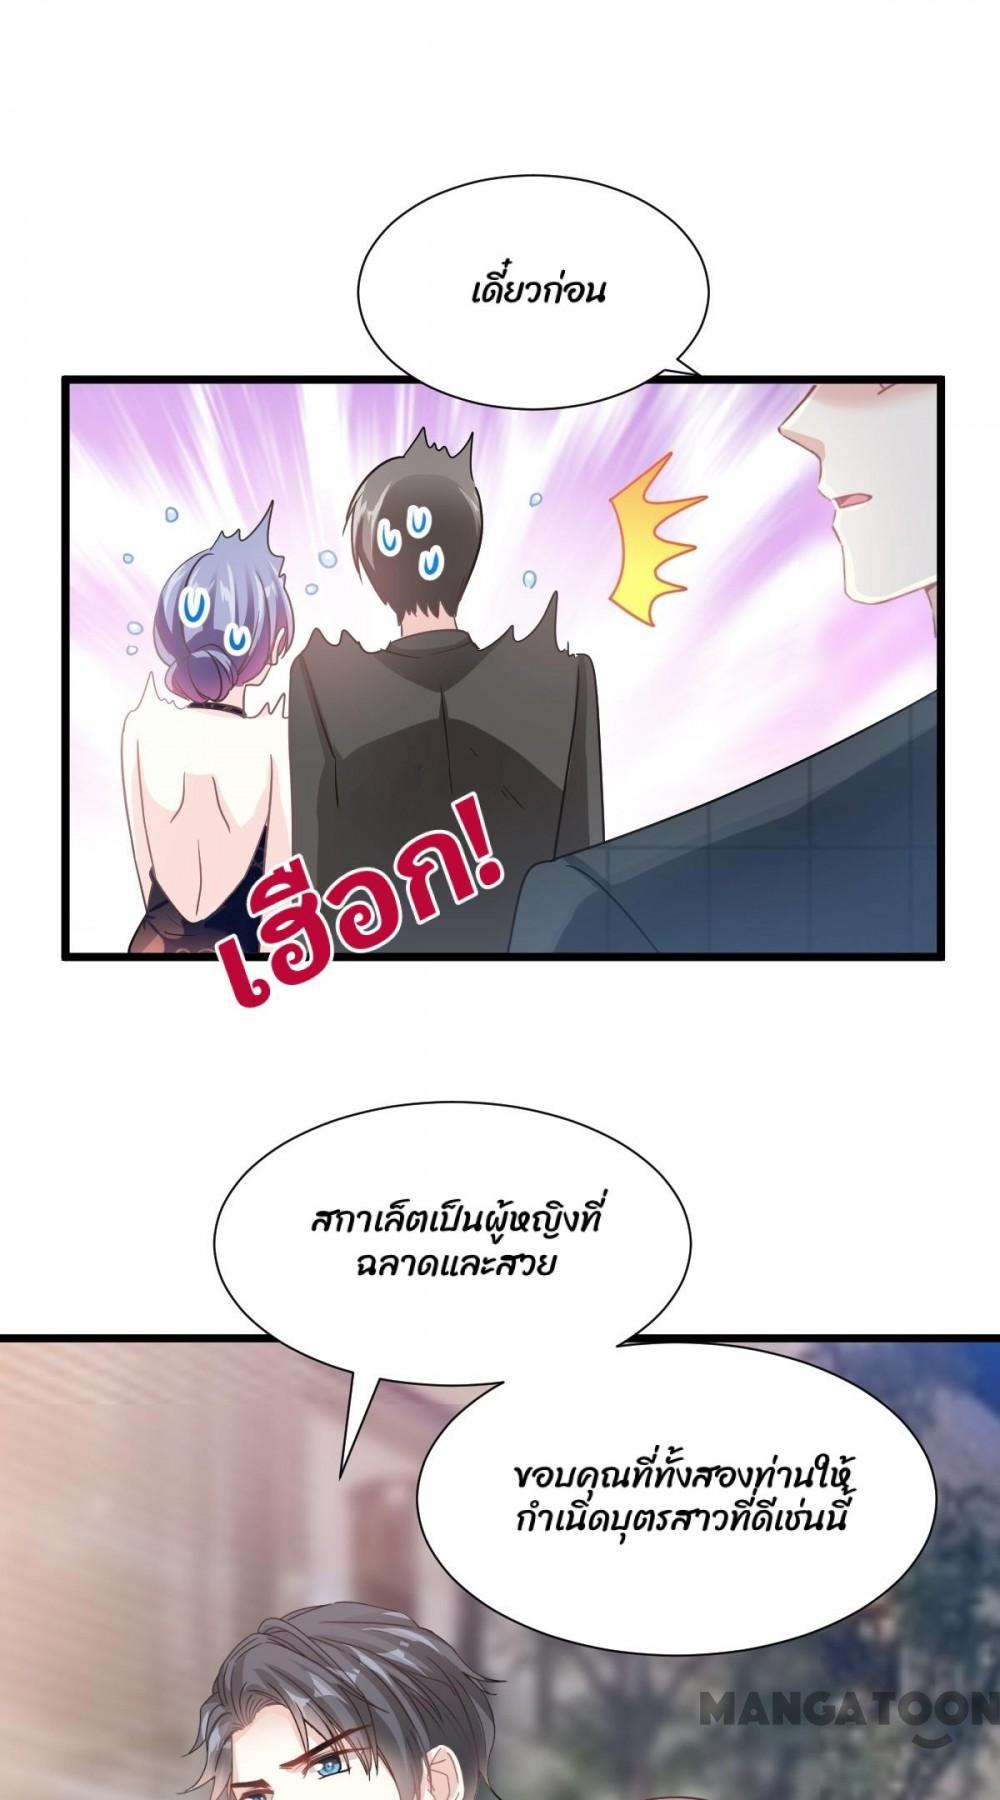 เดี๋ยวก่อน
เฮือก!
สกาเล็ตเป็นผู้หญิงที่
ฉลาดและสวย
ขอบคุณที่ทั้งสองท่านให้
กำเนิดบุตรสาวที่ดีเช่นนี้
MANGATOON